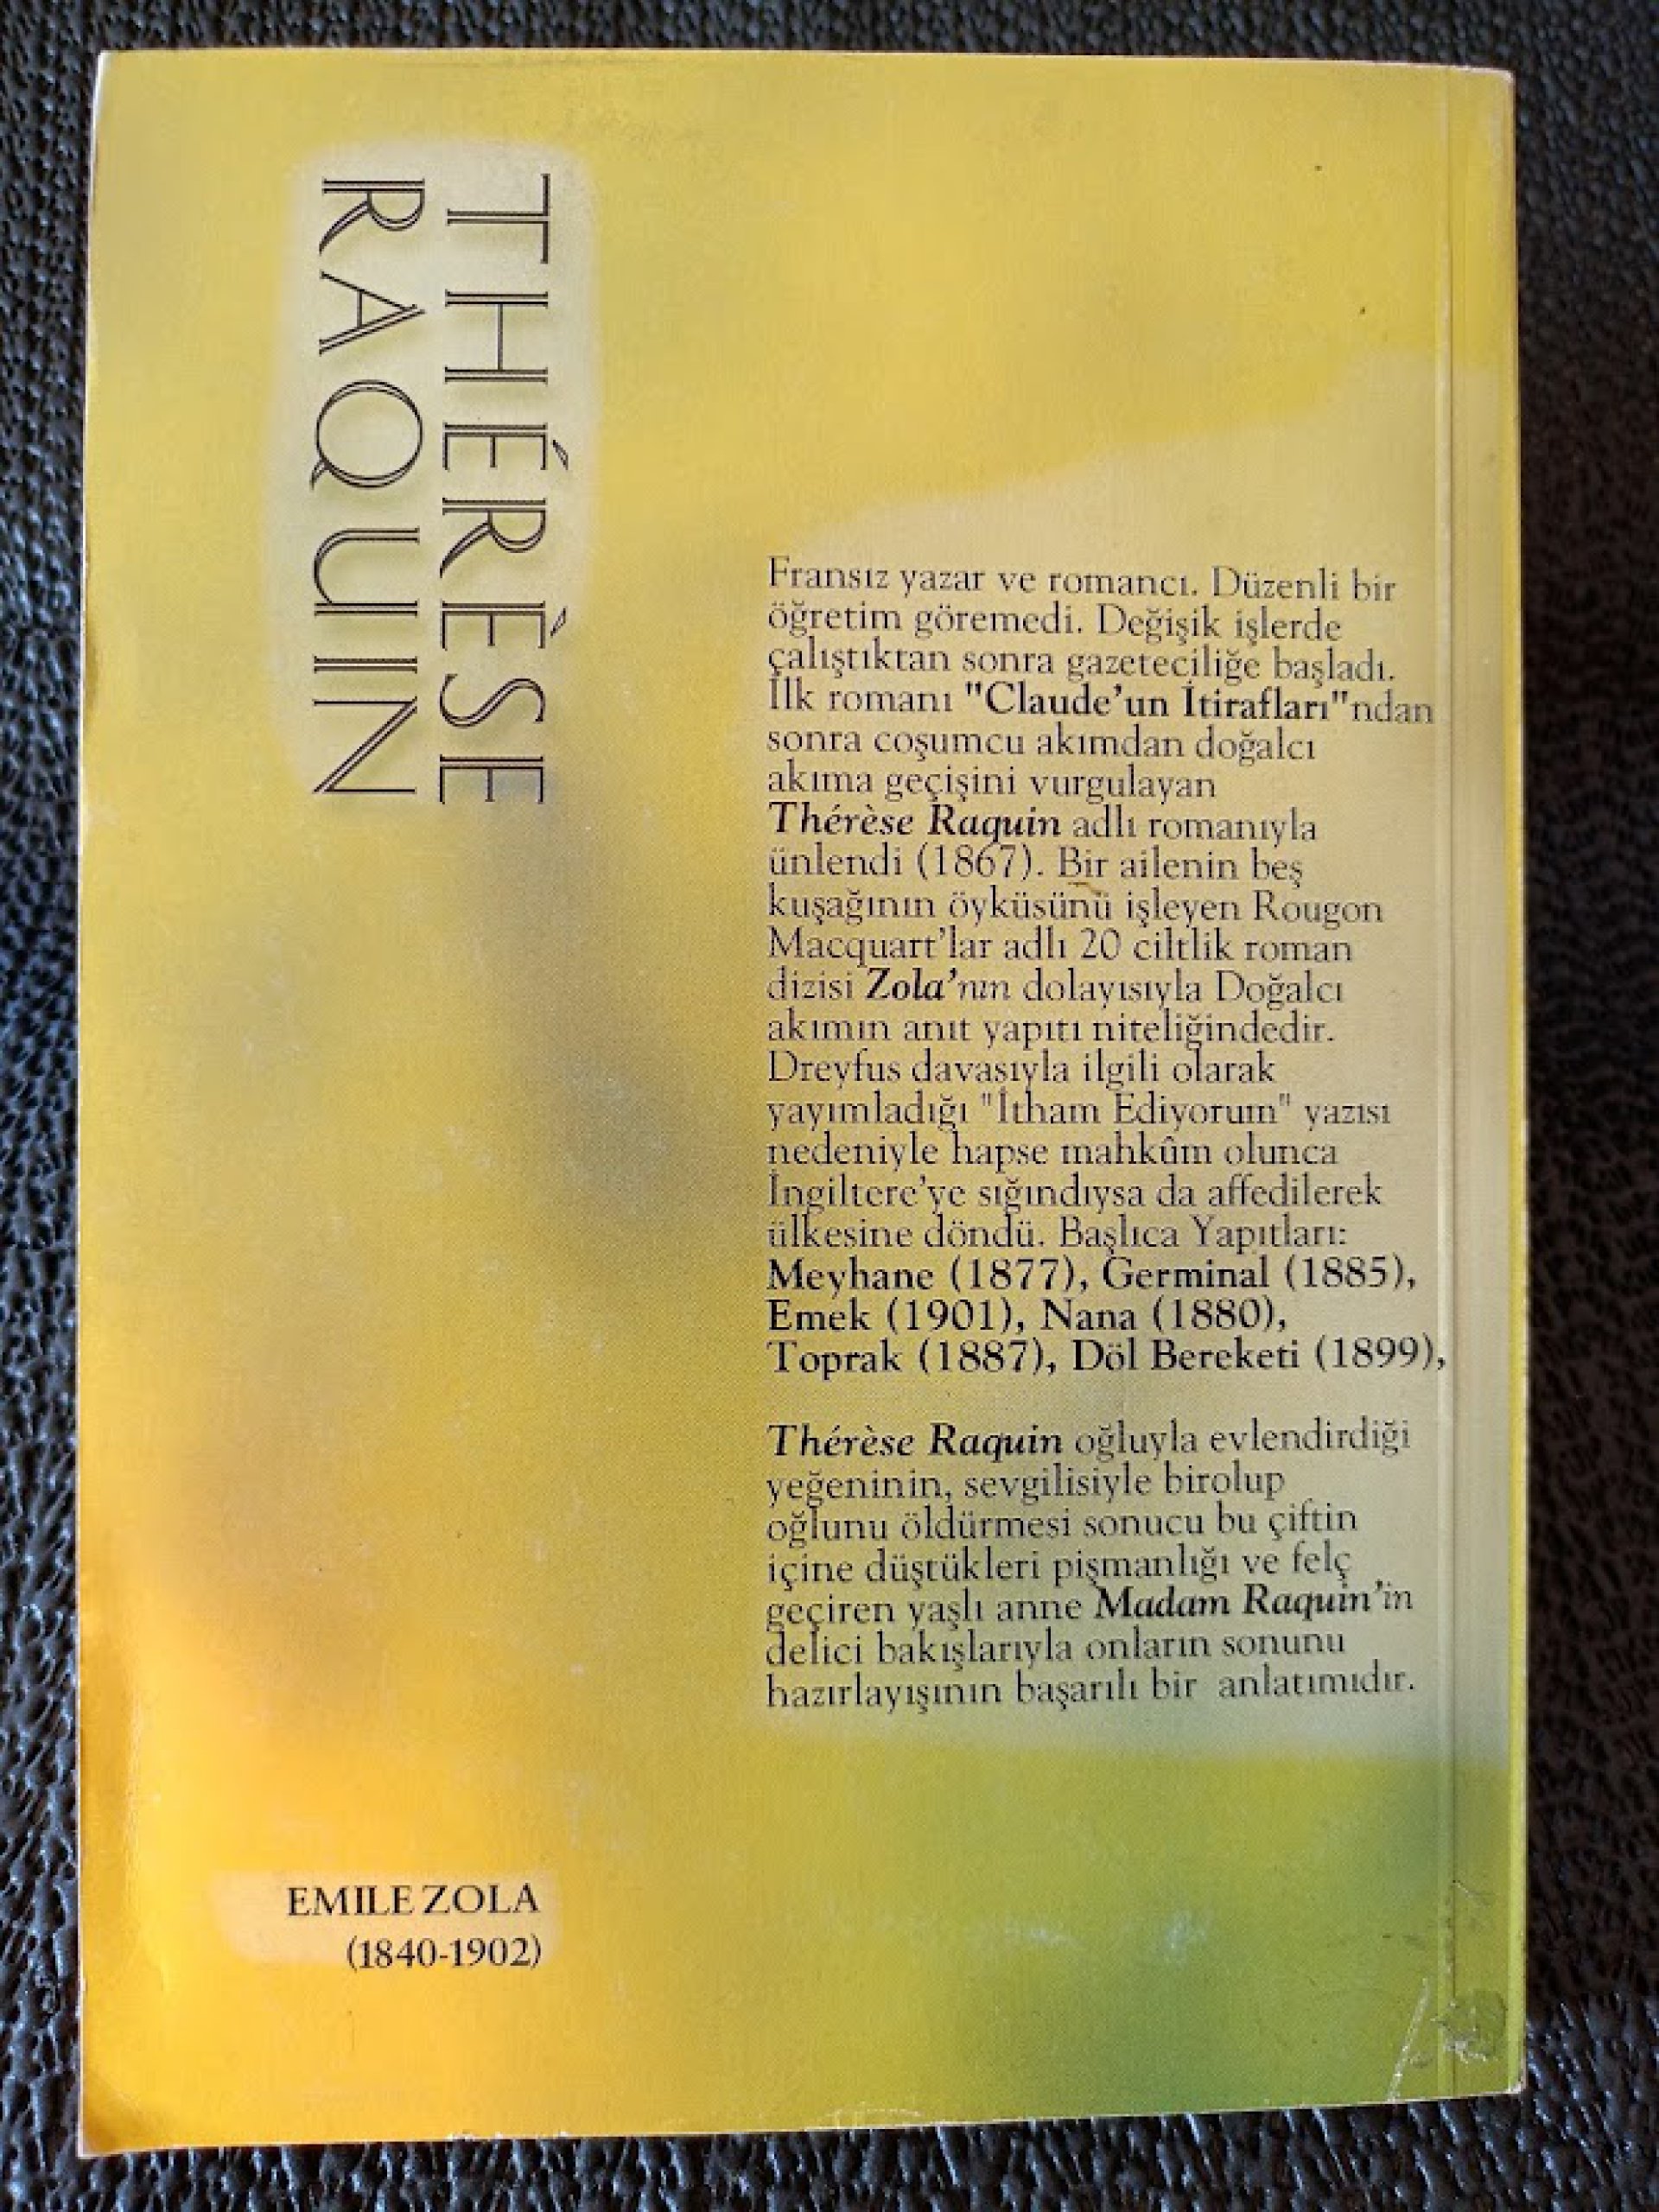 THÉRÈSE
RAQUIN
Fransız yazar ve romancı. Düzenli bir
öğretim göremedi. Değişik işlerde
çalıştıktan sonra gazeteciliğe başladı.
İlk romanı "Claude'un İtirafları"ndan
sonra coşumcu akımdan doğalcı
akıma geçişini vurgulayan
Thérèse Raquin adlı romanıyla
ünlendi (1867). Bir ailenin beş
kuşağının öyküsünü işleyen Rougon
Macquart'lar adlı 20 ciltlik roman
dizisi Zola'nın dolayısıyla Doğalcı
akımın anıt yapıtı niteliğindedir.
Dreyfus davasıyla ilgili olarak
yayımladığı "İtham Ediyorum" yazısı
nedeniyle hapse mahkûm olunca
İngiltere'ye sığındıysa da affedilerek
ülkesine döndü. Başlıca Yapıtları:
Meyhane (1877), Germinal (1885),
Emek (1901), Nana (1880),
Toprak (1887), Döl Bereketi (1899),
Thérèse Raquin oğluyla evlendirdiği
yeğeninin, sevgilisiyle birolup
oğlunu öldürmesi sonucu bu çiftin
içine düştükleri pişmanlığı ve felç
geçiren yaşlı anne Madam Raquin'in
delici bakışlarıyla onların sonunu
hazırlayışının başarılı bir anlatımıdır.
EMILE ZOLA
(1840-1902)